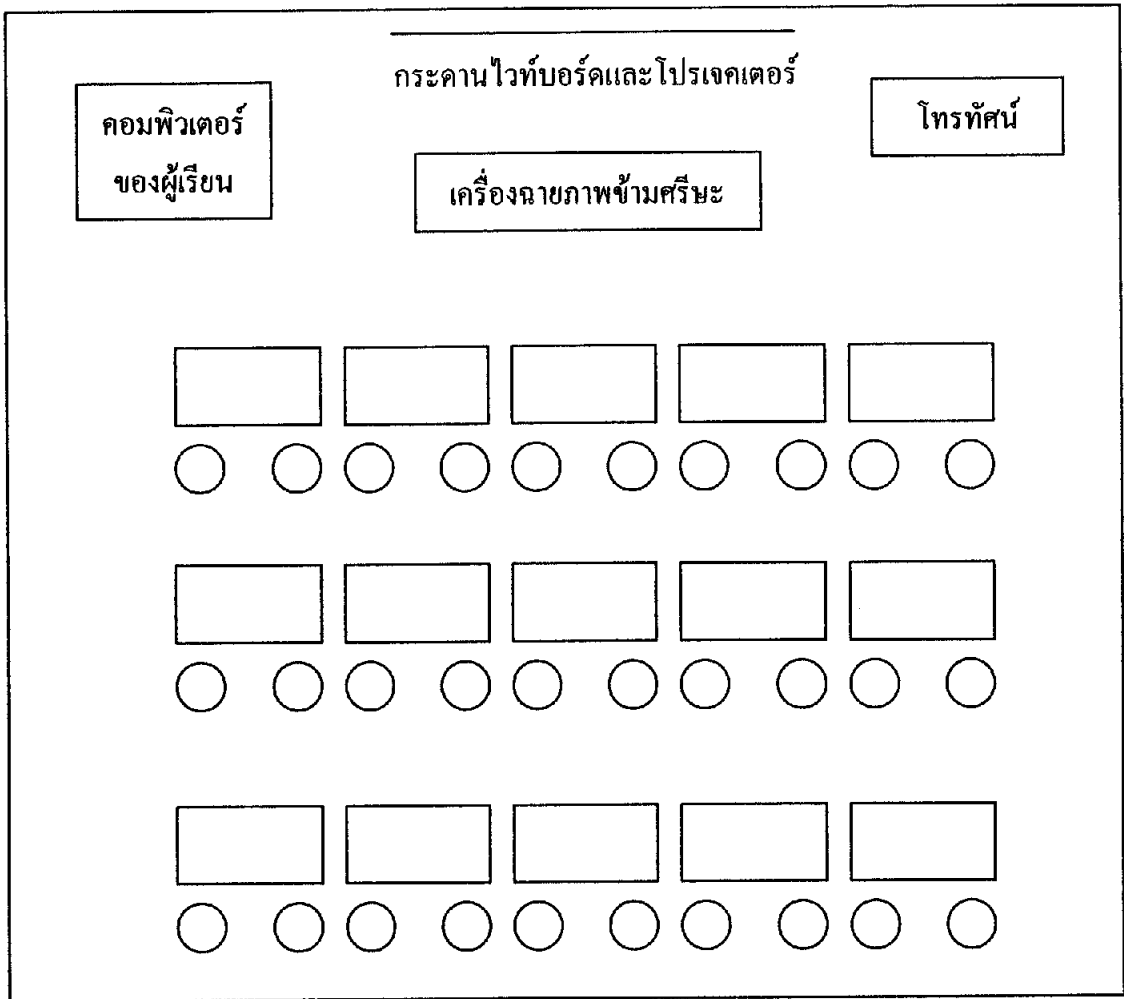 กระดานไวท์บอร์ดและโปรเจคเตอร์
คอมพิวเตอร์
ของผู้เรียน
โทรทัศน์
เครื่องฉายภาพข้ามศรีษะ